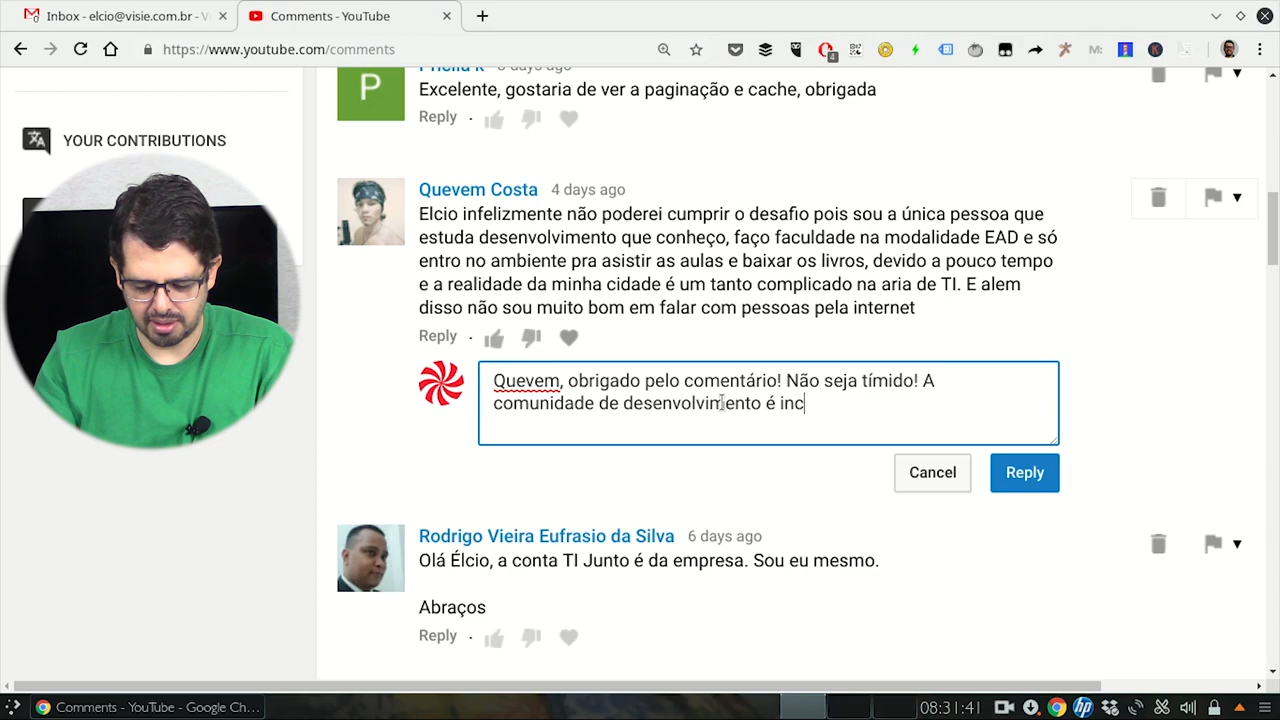 Inbox - elcio@visie.com.br - V
Comments - YouTube
https://www.youtube.com/comments
4
M:
K
YOUR CONTRIBUTIONS
P
Excelente, gostaria de ver a paginação e cache, obrigada
Reply
Quevem Costa 4 days ago
Elcio infelizmente não poderei cumprir o desafio pois sou a única pessoa que
estuda desenvolvimento que conheço, faço faculdade na modalidade EAD e só
entro no ambiente pra asistir as aulas e baixar os livros, devido a pouco tempo
e a realidade da minha cidade é um tanto complicado na aria de TI. E alem
disso não sou muito bom em falar com pessoas pela internet
Reply
Quevem, obrigado pelo comentário! Não seja tímido! A
comunidade de desenvolvimento é inc
Cancel Reply
Rodrigo Vieira Eufrasio da Silva 6 days ago
Olá Élcio, a conta TI Junto é da empresa. Sou eu mesmo.
Abraços
Reply
Comments - YouTube - Google Ch...
hp
08:31:41